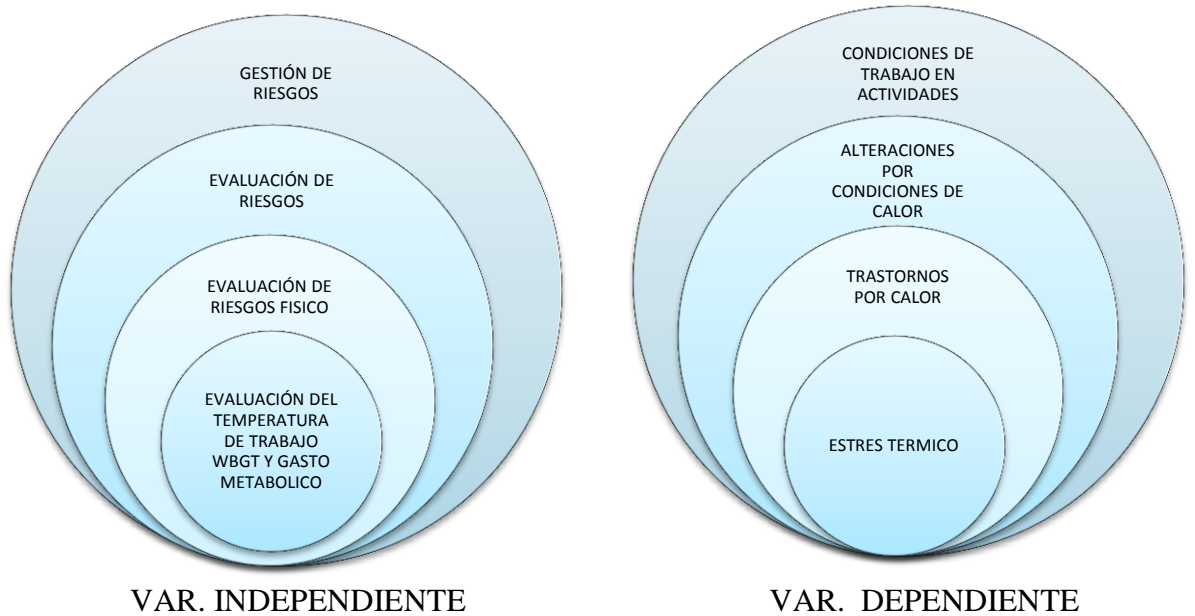 GESTIÓN DE
RIESGOS
EVALUACIÓN DE
RIESGOS
EVALUACIÓN DE
RIESGOS FISICO
EVALUACIÓN DEL
TEMPERATURA
DE TRABAJO
WBGT Y GASTO
METABOLICO
VAR. INDEPENDIENTE
CONDICIONES DE
TRABAJO EN
ACTIVIDADES
ALTERACIONES
POR
CONDICIONES DE
CALOR
TRASTORNOS
POR CALOR
ESTRES TERMICO
VAR. DEPENDIENTE